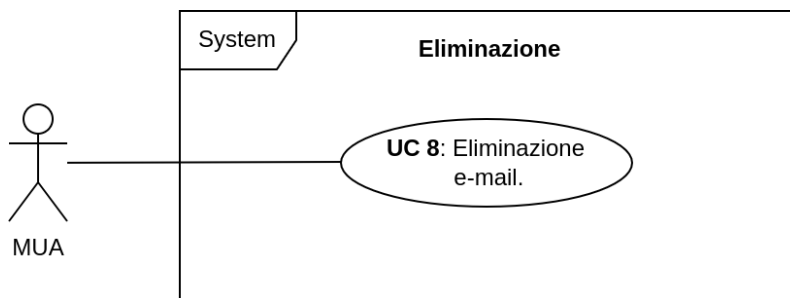 System
Eliminazione
UC 8: Eliminazione
e-mail.
MUA